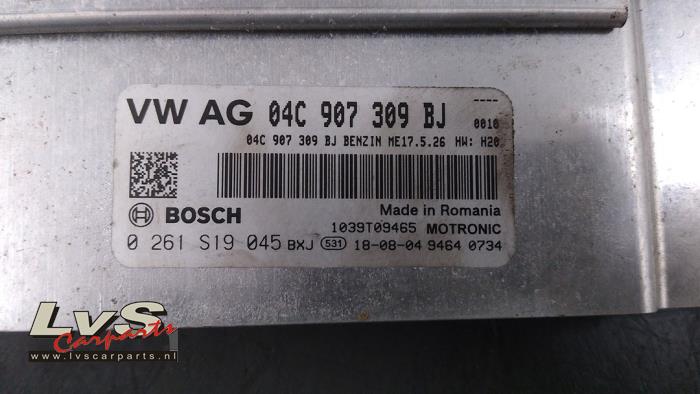 VW AG 04C 907 309 BJ ----
0010
04C 907 309 BJ BENZIN ME17.5.26 HW: H20
BOSCH
Made in Romania
1039T09465 MOTRONIC
0 261 S19 045 BXJ 531 18-08-04 9464 0734
LvS
Carparts
www.lvscarparts.nl